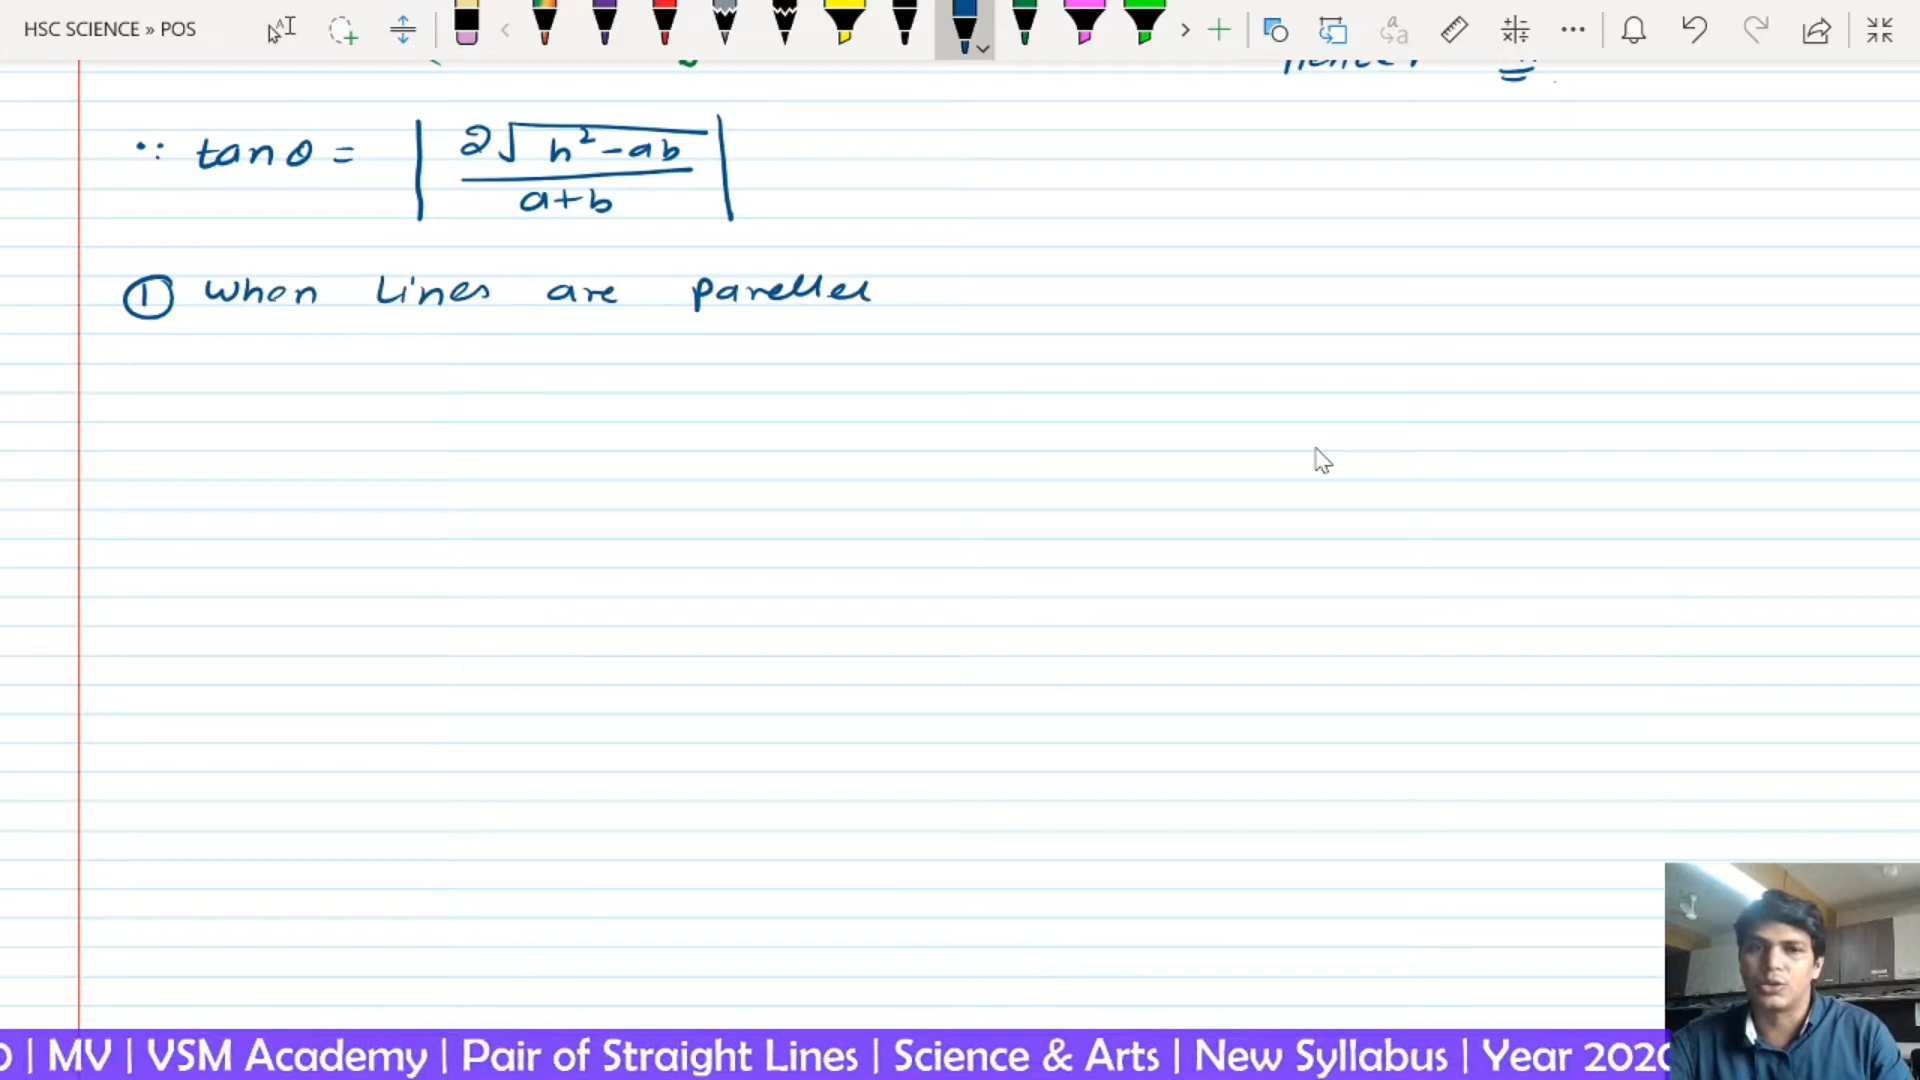 HSC SCIENCE » POS
∵ tan θ = | 2√(h²-ab) / a+b |
① When Lines are parellel
| MV | VSM Academy | Pair of Straight Lines | Science & Arts | New Syllabus | Year 2020